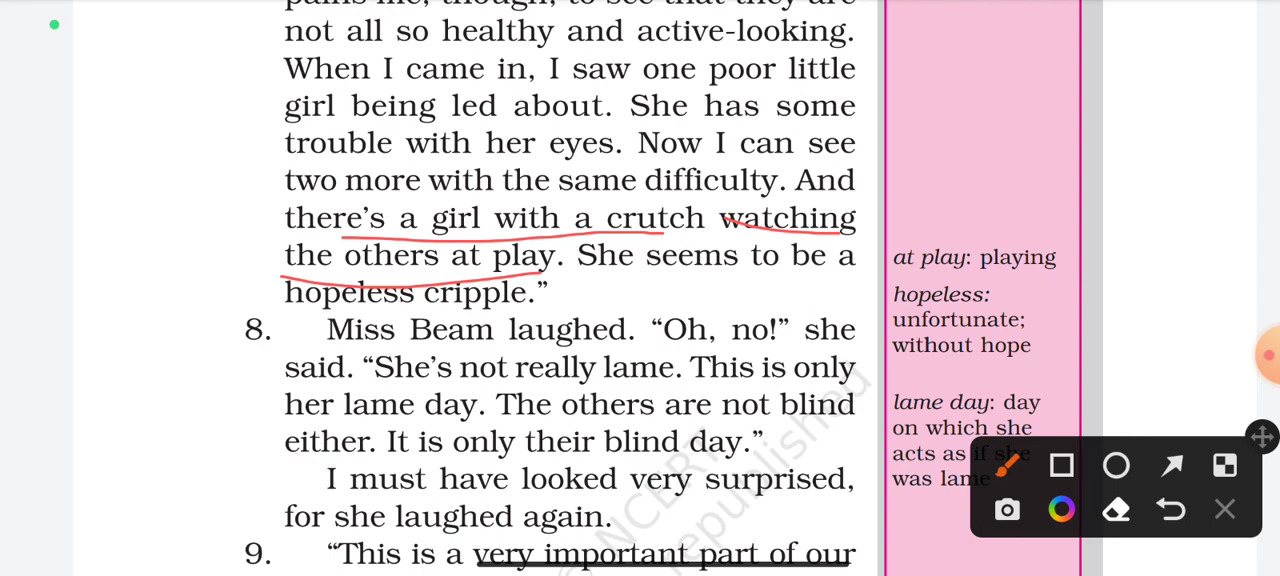 not all so healthy and active-looking.
When I came in, I saw one poor little
girl being led about. She has some
trouble with her eyes. Now I can see
two more with the same difficulty. And
there's a girl with a crutch watching
the others at play. She seems to be a
hopeless cripple.”
8. Miss Beam laughed. “Oh, no!” she
said. “She's not really lame. This is only
her lame day. The others are not blind
either. It is only their blind day.”
I must have looked very surprised,
for she laughed again.
9. “This is a very important part of our
at play: playing
hopeless:
unfortunate;
without hope
lame day: day
on which she
acts as if she
was lame
NCERT
republished